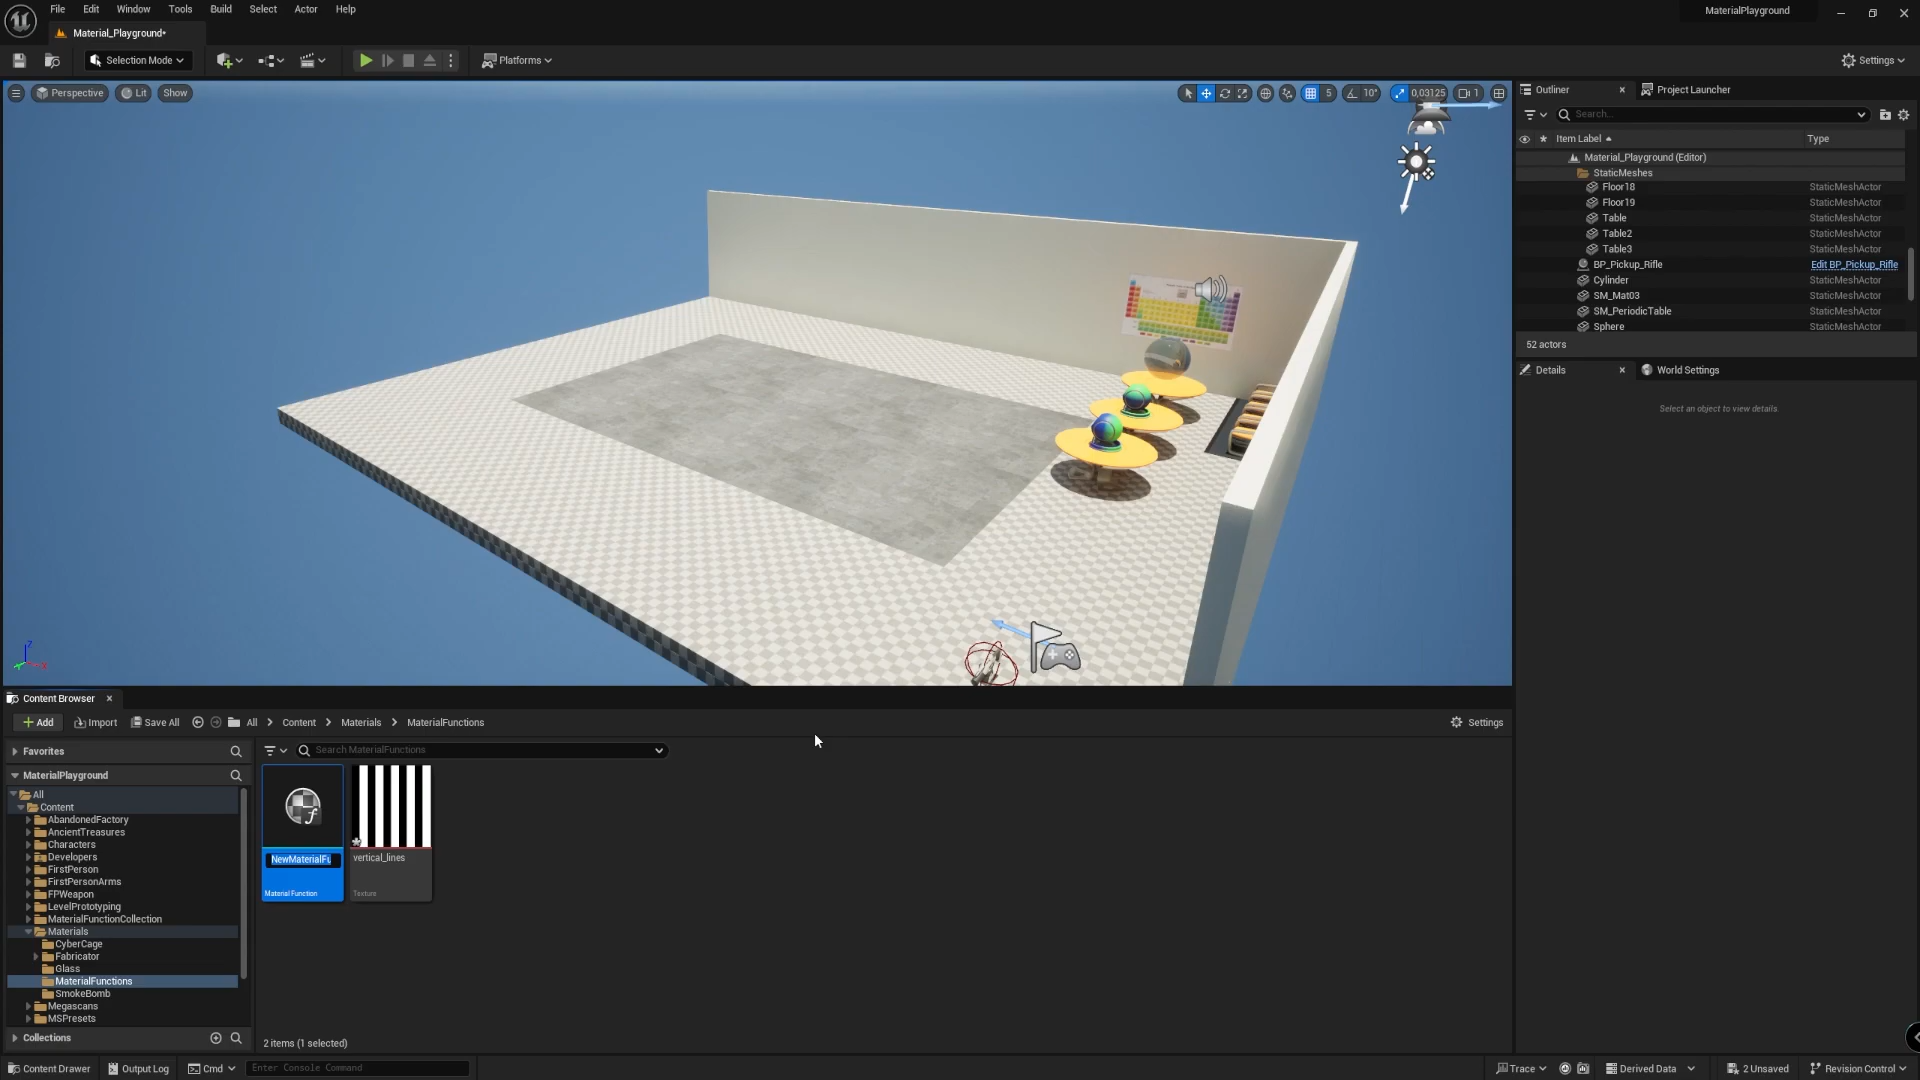 File Edit Window Tools Build Select Actor Help
MaterialPlayground
Material_Playground*
Selection Mode
Platforms
Settings
Perspective Lit Show
5 10° 0,03125 1
Outliner
Project Launcher
Search...
Item Label Type
Material_Playground (Editor)
StaticMeshes
Floor18 StaticMeshActor
Floor19 StaticMeshActor
Table StaticMeshActor
Table2 StaticMeshActor
Table3 StaticMeshActor
BP_Pickup_Rifle Edit BP_Pickup_Rifle
Cylinder StaticMeshActor
SM_Mat03 StaticMeshActor
SM_PeriodicTable StaticMeshActor
Sphere StaticMeshActor
52 actors
Details
World Settings
Select an object to view details.
Z
X
Content Browser
Add Import Save All All Content Materials MaterialFunctions
Settings
Favorites
Search MaterialFunctions
MaterialPlayground
All
Content
AbandonedFactory
AncientTreasures
Characters
Developers
FirstPerson
FirstPersonArms
FPWeapon
LevelPrototyping
MaterialFunctionCollection
Materials
CyberCage
Fabricator
Glass
MaterialFunctions
SmokeBomb
Megascans
MSPresets
Collections
NewMaterialFu
Material Function
vertical_lines
Texture
2 items (1 selected)
Content Drawer Output Log Cmd Enter Console Command
Trace Derived Data 2 Unsaved Revision Control